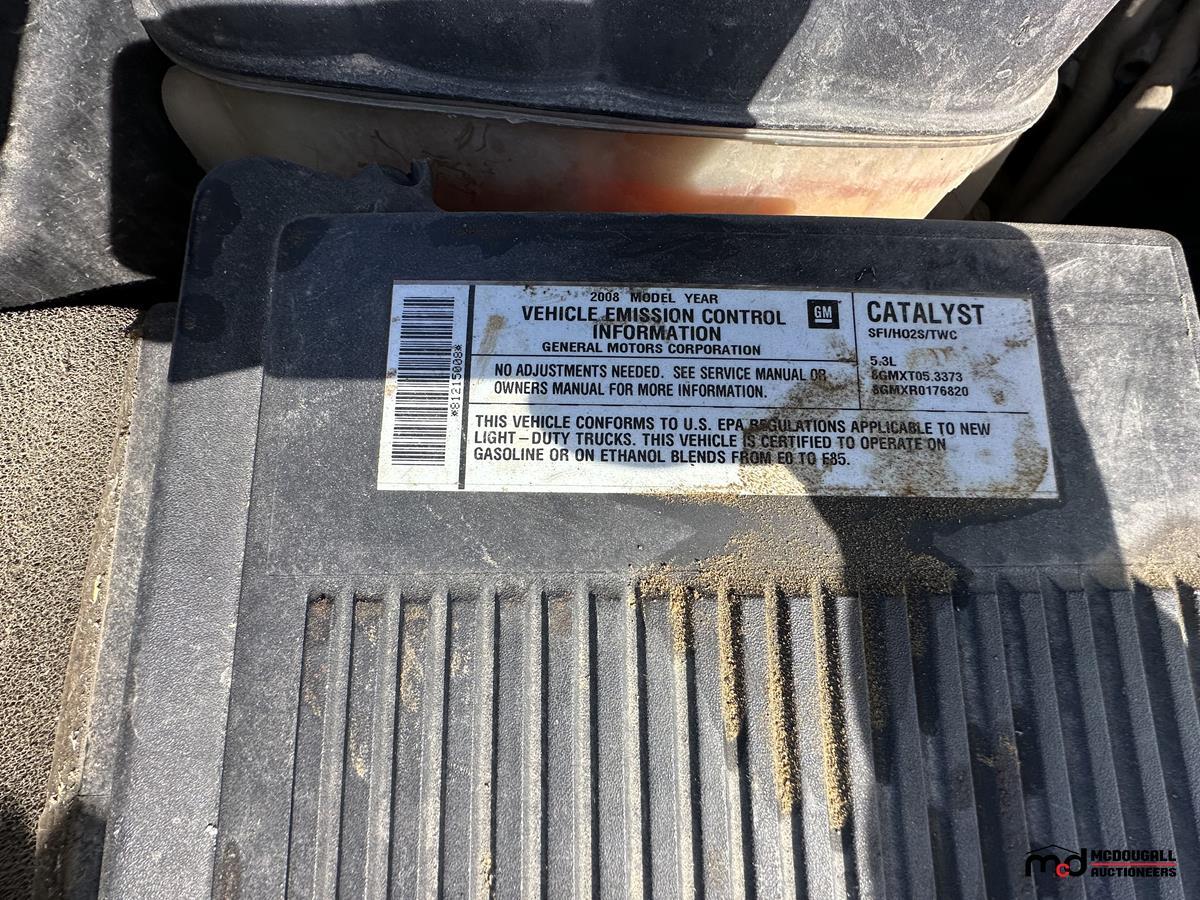 2008 MODEL YEAR
VEHICLE EMISSION CONTROL
INFORMATION
GENERAL MOTORS CORPORATION
GM
NO ADJUSTMENTS NEEDED. SEE SERVICE MANUAL OR
OWNERS MANUAL FOR MORE INFORMATION.
CATALYST
SFI/HO2S/TWC
5.3L
8GMXT05.3373
8GMXR0176820
THIS VEHICLE CONFORMS TO U.S. EPA REGULATIONS APPLICABLE TO NEW
LIGHT-DUTY TRUCKS. THIS VEHICLE IS CERTIFIED TO OPERATE ON
GASOLINE OR ON ETHANOL BLENDS FROM E0 TO E85.
*81215008*
mcd
MCDOUGALL
AUCTIONEERS